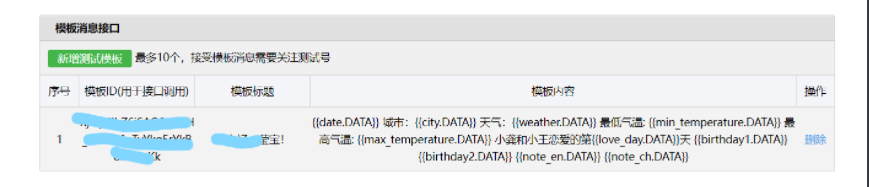 模板消息接口
新增测试模板 最多10个，接受模板消息需要关注测试号
序号 模板ID(用于接口调用) 模板标题 模板内容 操作
{{date.DATA}} 城市：{{city.DATA}} 天气：{{weather.DATA}} 最低气温: {{min_temperature.DATA}} 最
1 宝！ 高气温: {{max_temperature.DATA}} 小龚和小王恋爱的第{{love_day.DATA}}天 {{birthday1.DATA}} 删除
{{birthday2.DATA}} {{note_en.DATA}} {{note_ch.DATA}}